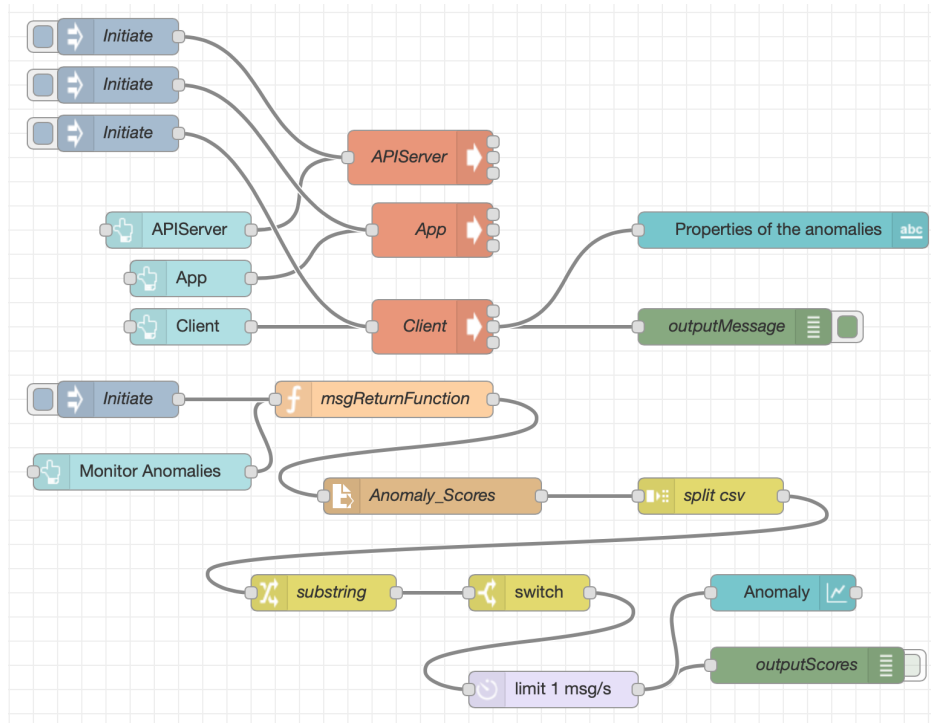 Initiate
Initiate
Initiate
APIServer
APIServer
App
Properties of the anomalies
abc
App
Client
Client
outputMessage
Initiate
msgReturnFunction
Monitor Anomalies
Anomaly_Scores
split csv
substring
switch
Anomaly
outputScores
limit 1 msg/s